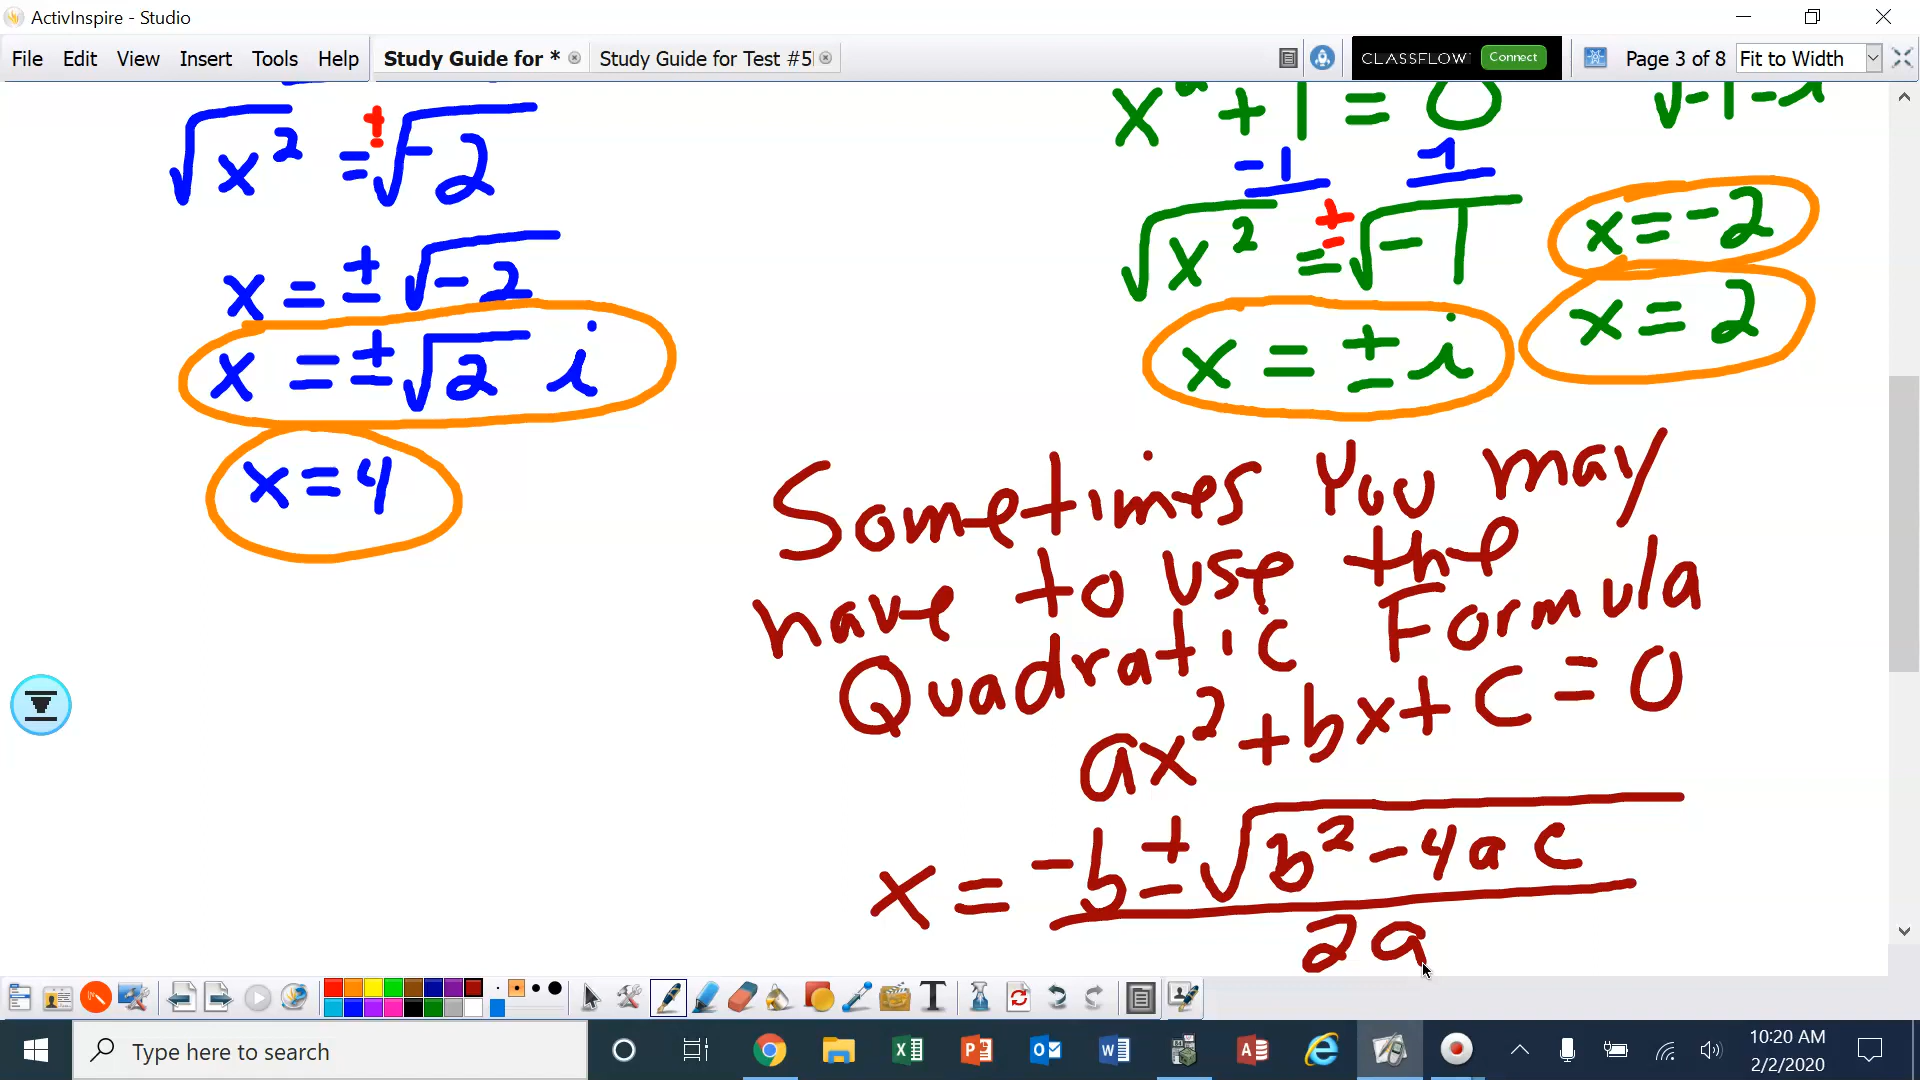 ActivInspire - Studio
File Edit View Insert Tools Help
Study Guide for *
Study Guide for Test #5
CLASSFLOW Connect
Page 3 of 8
Fit to Width
√x² = ±√-2
x = ±√-2
x = ±√2 i
x = 4
+ 1 = 0
-1 -1
√x² = ±√-1
x = ± i
x = -2
x = 2
Sometimes You may
have to use the
Quadratic Formula
ax² + bx + c = 0
x = -b ± √b² - 4ac
2a
Type here to search
10:20 AM
2/2/2020